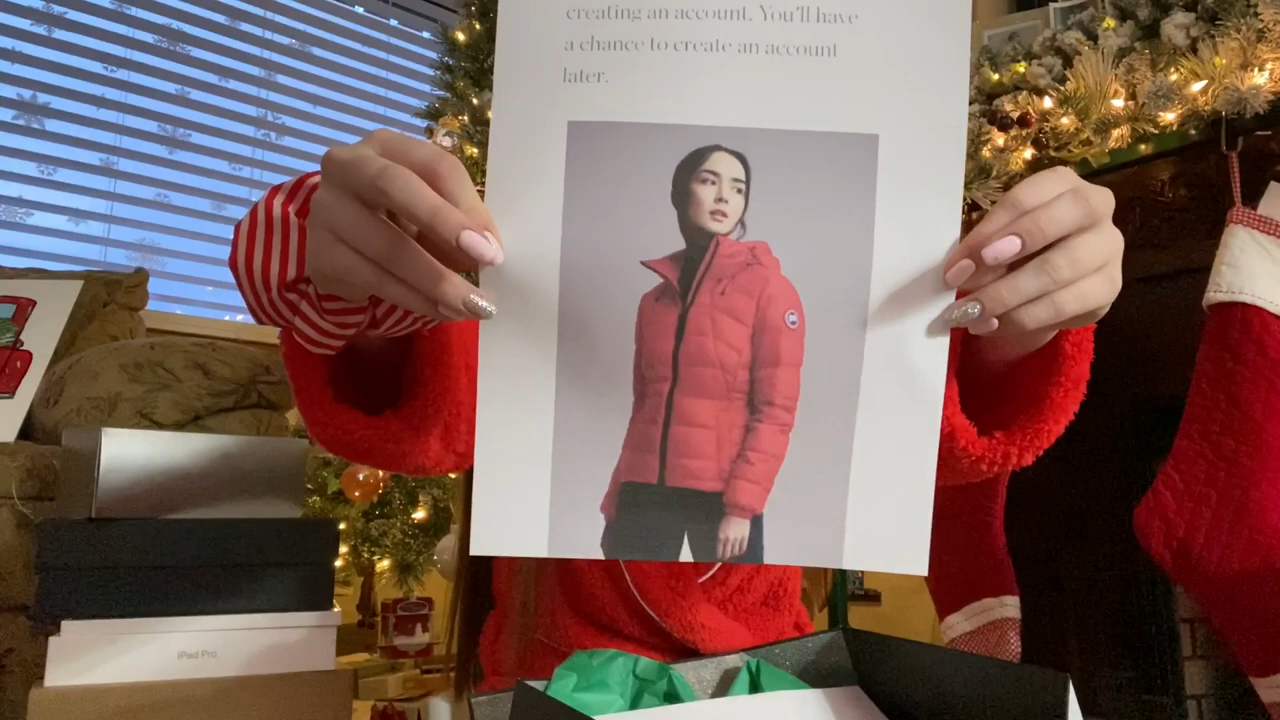 creating an account. You'll have
a chance to create an account
later.
iPad Pro